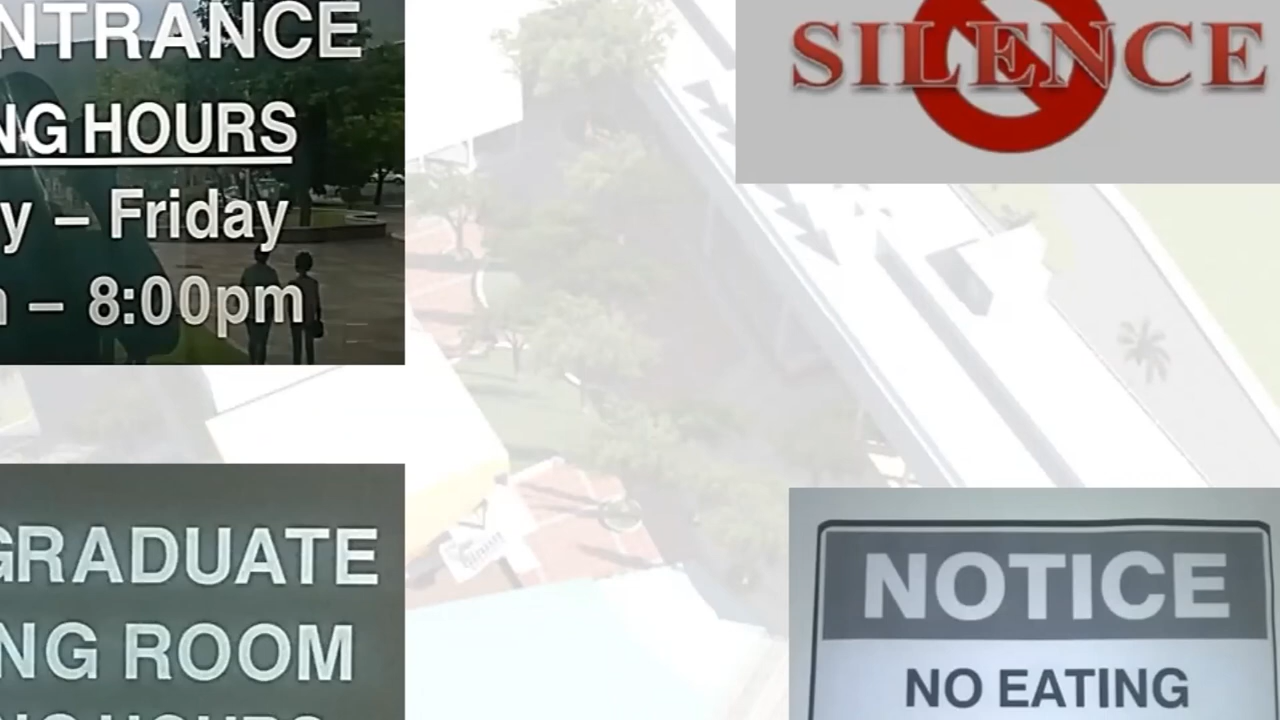 NTRANCE
NG HOURS
y – Friday
– 8:00pm
SILENCE
GRADUATE
NG ROOM
NOTICE
NO EATING